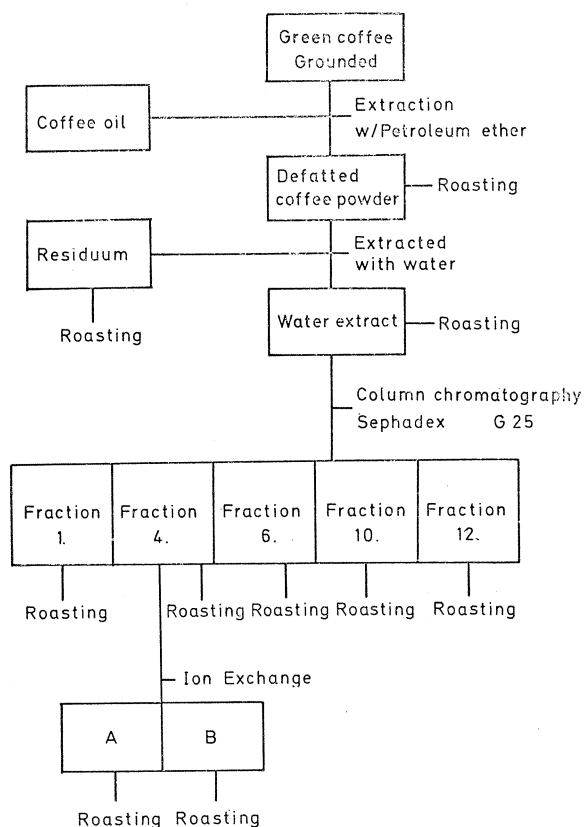 Green coffee
Grounded
Coffee oil
Extraction
w/Petroleum ether
Defatted
coffee powder
Roasting
Residuum
Extracted
with water
Roasting
Water extract
Roasting
Column chromatography
Sephadex G 25
Fraction
1.
Fraction
4.
Fraction
6.
Fraction
10.
Fraction
12.
Roasting
Roasting
Roasting
Roasting
Roasting
Ion Exchange
A
B
Roasting
Roasting